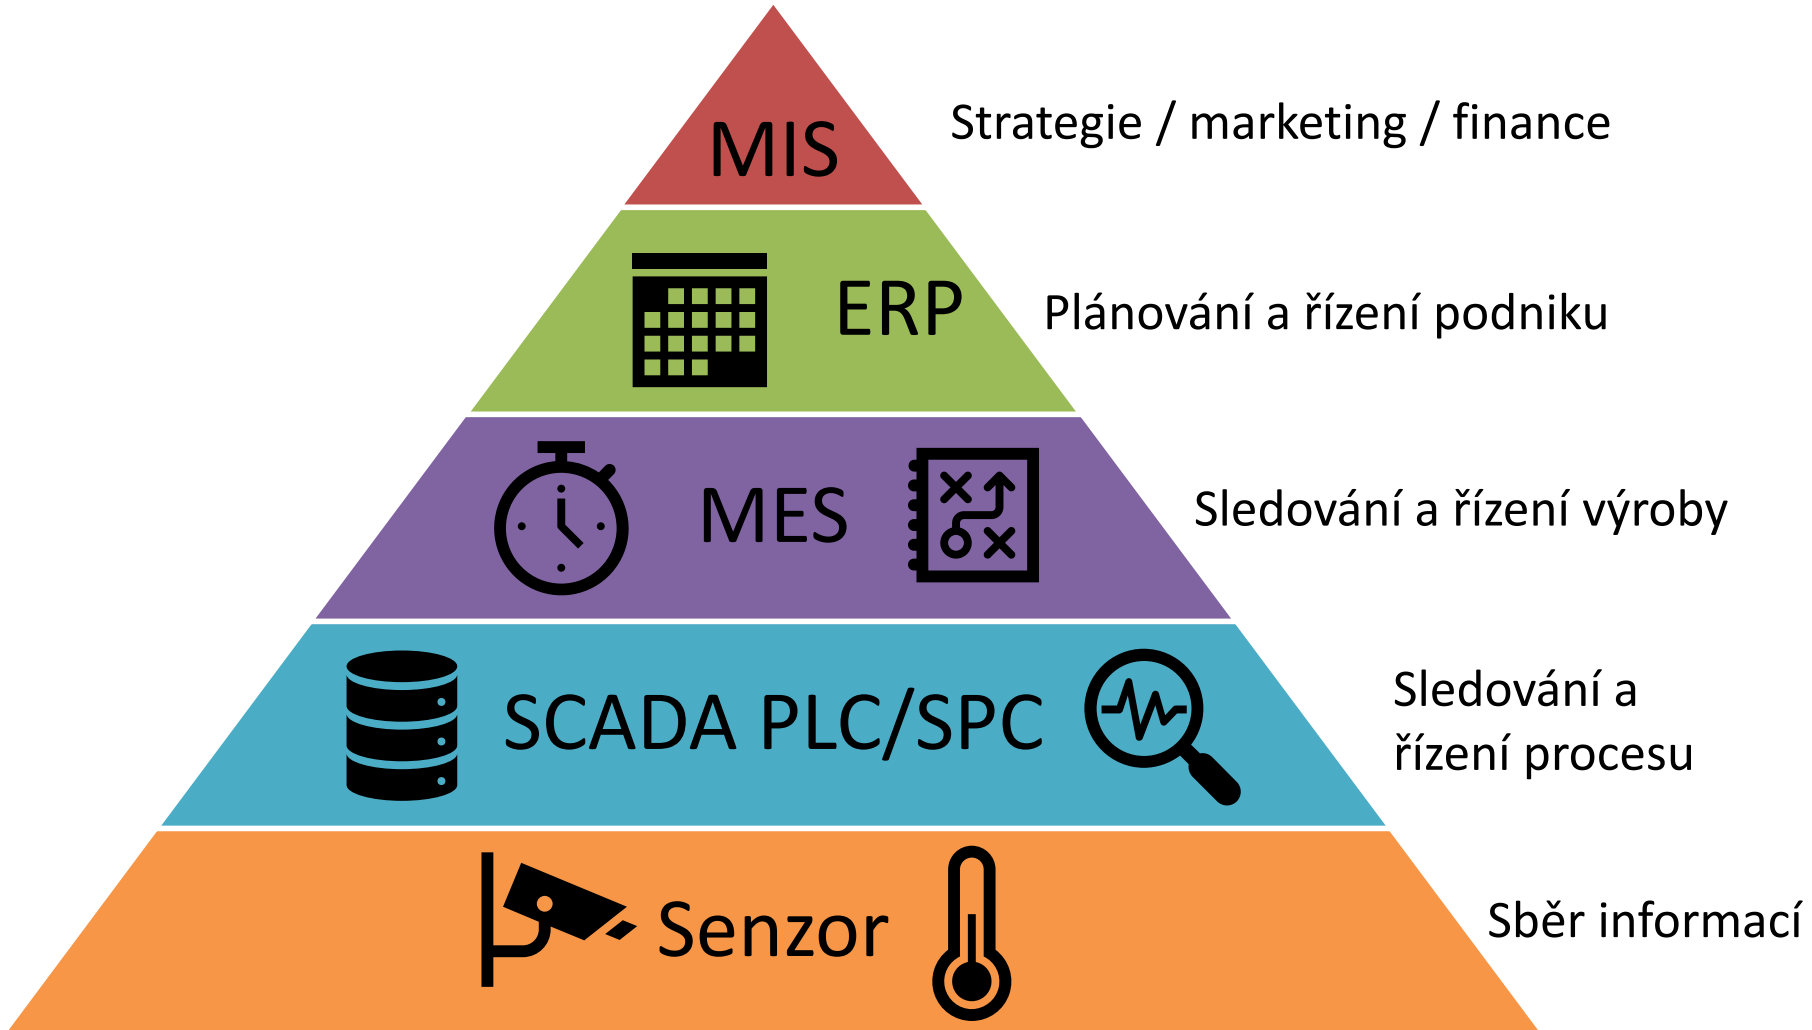 MIS
Strategie / marketing / finance
ERP
Plánování a řízení podniku
MES
Sledování a řízení výroby
SCADA PLC/SPC
Sledování a
řízení procesu
Senzor
Sběr informací